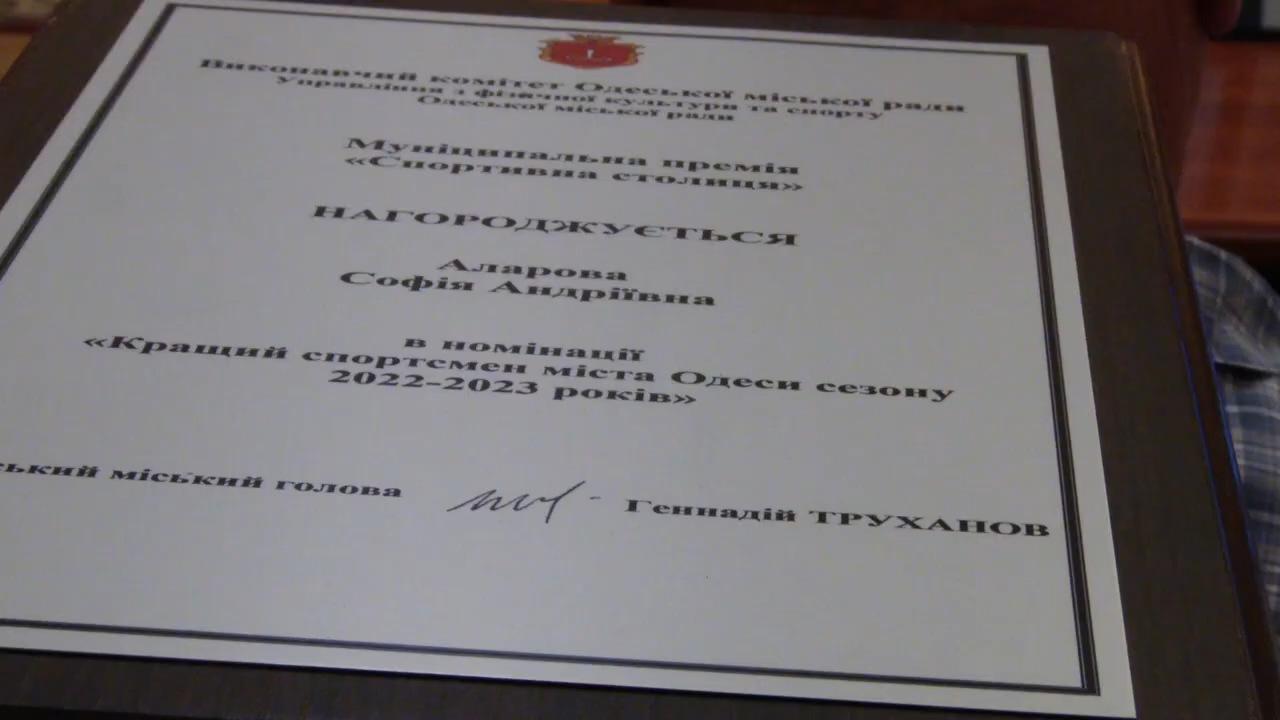 Виконавчий комітет Одеської міської ради
Управління з фізичної культури та спорту
Одеської міської ради
Муніципальна премія
«Спортивна столиця»
НАГОРОДЖУЄТЬСЯ
Аларова
Софія Андріївна
в номінації
«Кращий спортсмен міста Одеси сезону
2022-2023 років»
ський міський голова Геннадій ТРУХАНОВ